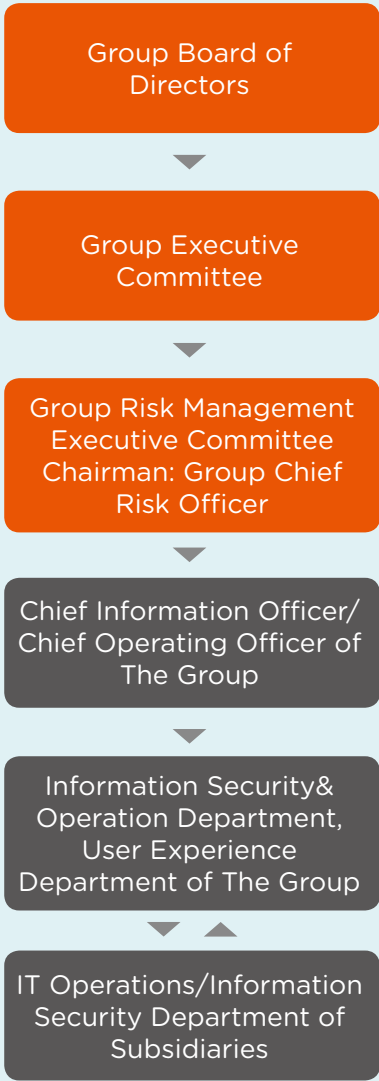 Group Board of
Directors
Group Executive
Committee
Group Risk Management
Executive Committee
Chairman: Group Chief
Risk Officer
Chief Information Officer/
Chief Operating Officer of
The Group
Information Security&
Operation Department,
User Experience
Department of The Group
IT Operations/Information
Security Department of
Subsidiaries